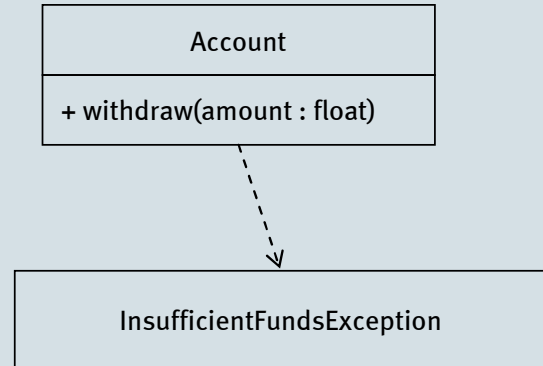 Account
+ withdraw(amount : float)
InsufficientFundsException